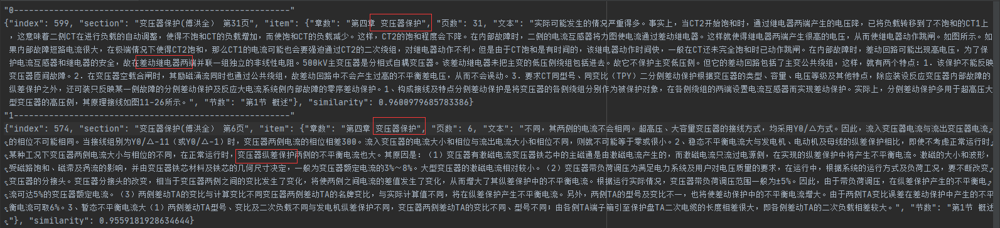 "0--------------------------------------------------------"
{"index": 599, "section": "变压器保护(傅洪全) 第31页", "item": {"章数": "第四章 变压器保护", "页数": 31, "文本": "实际可能发生的情况严重得多。事实上，当CT2开始饱和时，通过继电器两端产生的电压降，已将负载转移到了不饱和的CT1上
，这意味着二侧CT在进行负载的自动调整，使得不饱和CT的负载增加，而使饱和CT的负载减少。这样，CT2的饱和程度会下降。在内部故障时，二侧的电流互感器将力图使电流通过差动继电器。这样就使得继电器两端产生很高的电压，从而使继电器动作跳闸。如图所示。如
果内部故障短路电流很大，在极端情况下使得CT2饱和，那么CT1的电流可能也会要强迫通过CT2的二次绕组，对继电器动作不利。但是由于CT饱和是有时间的，该继电器动作时间快，一般在CT还未完全饱和时已动作跳闸。在内部故障时，差动回路可能出现高电压，为了保
护电流互感器和继电器的安全，故在差动继电器两端并联一组独立的非线性电阻。500kV主变压器是分相式自耦变压器。该差动继电器未把主变的低压侧绕组包括进去。故它不保护主变低压侧。但它的差动回路包括了主变公共绕组，这样，就有两个特点：1．该保护不能反映
变压器匝间故障。2．在变压器空载合闸时，其励磁涌流同时也通过公共绕组，故差动回路中不会产生过高的不平衡差电压，从而不会误动。3．要求CT同型号、同变比（TPY）二分侧差动保护根据变压器的类型、容量、电压等级及其他特点，除应装设反应变压器内部故障的
纵差保护之外，还可装只反映某一侧故障的分侧差动保护及反应大电流系统侧内部故障的零序差动保护。1、构成接线及特点分侧差动保护是将变压器的各侧绕组分别作为被保护对象，在各侧绕组的两端设置电流互感器而实现差动保护。实际上，分侧差动保护多用于超高压大
型变压器的高压侧，其原理接线如图11-26所示。", "节数": "第1节 概述"}, "similarity": 0.9600979685783386}
"1--------------------------------------------------------"
{"index": 574, "section": "变压器保护(傅洪全) 第6页", "item": {"章数": "第四章 变压器保护", "页数": 6, "文本": "不同，其两侧的电流不会相同。超高压、大容量变压器的接线方式，均采用Y0/△方式。因此，流入变压器电流与流出变压器电流
的相位不可能相同。当接线组别为Y0/△-11（或Y0/△-1）时，变压器两侧电流的相位相差300。流入变压器的电流大小和相位与流出电流大小和相位不同，则就不可能等于零或很小。2、稳态不平衡电流大与发电机、电动机及母线的纵差保护相比，即使不考虑正常运行时
某种工况下变压器两侧电流大小与相位的不同，在正常运行时，变压器纵差保护两侧的不平衡电流也大。其原因是：（1）变压器有激磁电流变压器铁芯中的主磁通是由激磁电流产生的，而激磁电流只流过电源侧，在实现的纵差保护中将产生不平衡电流。激磁的大小和波形，
受磁路饱和、磁滞及涡流的影响，并由变压器铁芯材料及铁芯的几何尺寸决定，一般为变压器额定电流的3%～8%。大型变压器的激磁电流相对较小。（2）变压器带负荷调压为满足电力系统及用户对电压质量的要求，在运行中，根据系统的运行方式及负荷工况，要不断改变
变压器的分接头。变压器分接头的改变，相当于变压器两侧之间的变比发生了变化，将使两侧之间电流的差值发生了变化，从而增大了其纵差保护中的不平衡电流。根据运行实际情况，变压器带负荷调压范围一般为±5%。因此，由于带负荷调压，在纵差保护产生的不平衡电
流可达5%的变压器额定电流。（3）两侧差动TA的变比与计算变比不同变压器两侧差动TA的名牌变比，与实际计算值不同，将在纵差保护产生不平衡电流。另外，两侧TA的型号及变比不一，也将使差动保护中的不平衡电流增大。由于两侧TA变比误差在差动保护中产生的不平
衡电流可取6%。3、暂态不平衡电流大（1）两侧差动TA型号、变比及二次负载不同与发电机纵差保护不同，变压器两侧差动TA的变比不同、型号不同；由各侧TA端子箱引至保护盘TA二次电缆的长度相差很大，即各侧差动TA的二次负载相差较大。", "节数": "第1节 概述
"}, "similarity": 0.9559181928634644}